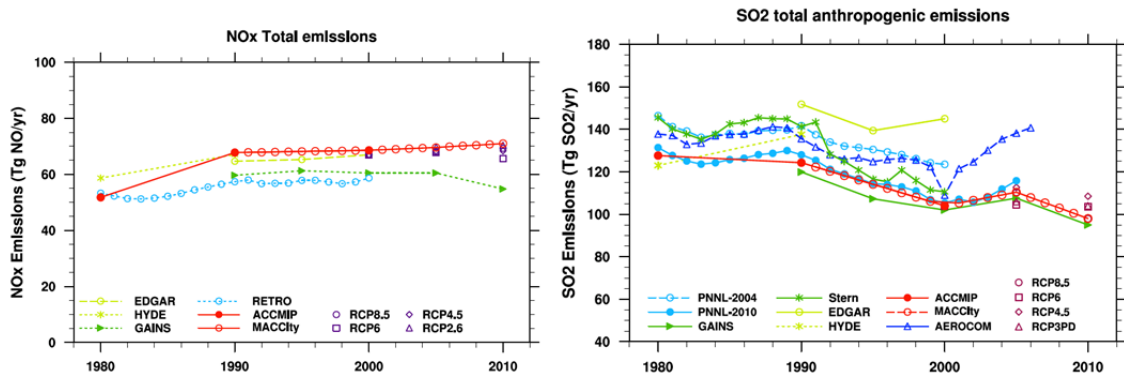 NOx Total emissions
NOx Emissions (Tg NO/yr)
100
80
60
40
20
0
1980 1990 2000 2010
EDGAR
HYDE
GAINS
RETRO
ACCMIP
MACCity
RCP8.5
RCP6
RCP4.5
RCP2.6
SO2 total anthropogenic emissions
SO2 Emissions (Tg SO2/yr)
180
160
140
120
100
80
60
40
1980 1990 2000 2010
PNNL-2004
PNNL-2010
GAINS
Stern
EDGAR
HYDE
ACCMIP
MACCity
AEROCOM
RCP8.5
RCP6
RCP4.5
RCP3PD